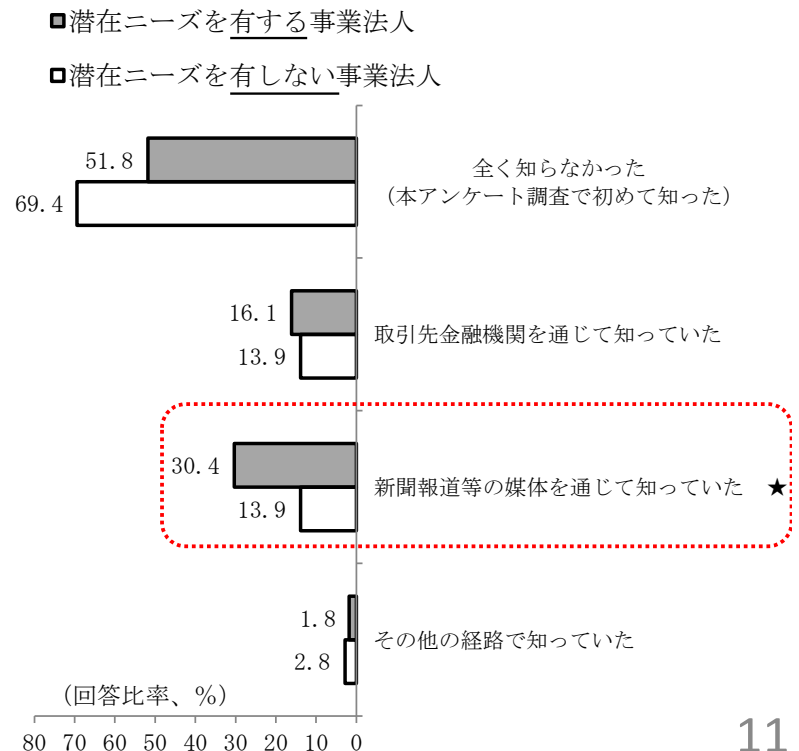 ■潜在ニーズを有する事業法人
□潜在ニーズを有しない事業法人
51.8
69.4
全く知らなかった
(本アンケート調査で初めて知った)
16.1
13.9
取引先金融機関を通じて知っていた
30.4
13.9
新聞報道等の媒体を通じて知っていた ★
1.8
2.8
その他の経路で知っていた
(回答比率、%)
80 70 60 50 40 30 20 10 0
11